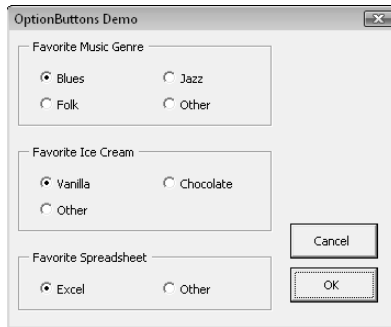 OptionButtons Demo
Favorite Music Genre
Blues Jazz
Folk Other
Favorite Ice Cream
Vanilla Chocolate
Other
Cancel
Favorite Spreadsheet
Excel Other
OK